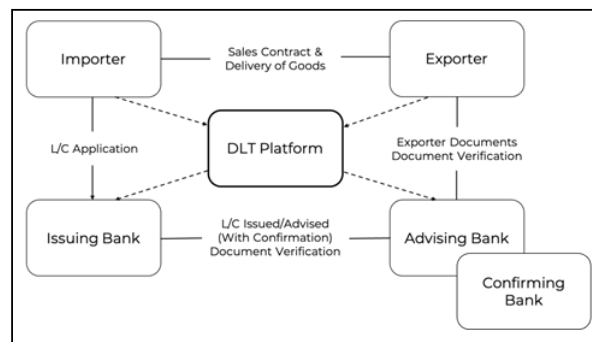 Importer
Sales Contract &
Delivery of Goods
Exporter
L/C Application
DLT Platform
Exporter Documents
Document Verification
Issuing Bank
L/C Issued/Advised
(With Confirmation)
Document Verification
Advising Bank
Confirming
Bank